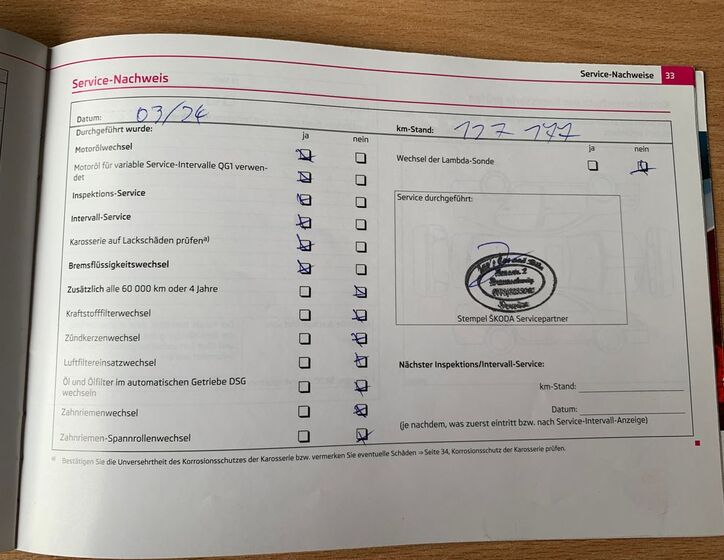 Service-Nachweise 33
Service-Nachweis
Datum: 03/24
km-Stand: 127 177
Durchgeführt wurde: ja nein
Motorölwechsel
Motoröl für variable Service-Intervalle QG1 verwen-
det
Inspektions-Service
Intervall-Service
Karosserie auf Lackschäden prüfenᵃ⁾
Bremsflüssigkeitswechsel
Zusätzlich alle 60 000 km oder 4 Jahre
Kraftstofffilterwechsel
Zündkerzenwechsel
Luftfiltereinsatzwechsel
Öl und Ölfilter im automatischen Getriebe DSG
wechseln
Zahnriemenwechsel
Zahnriemen-Spannrollenwechsel
ja nein
Wechsel der Lambda-Sonde
Service durchgeführt:
Stempel ŠKODA Servicepartner
Nächster Inspektions/Intervall-Service:
km-Stand:
Datum:
(je nachdem, was zuerst eintritt bzw. nach Service-Intervall-Anzeige)
ᵃ⁾ Bestätigen Sie die Unversehrtheit des Korrosionsschutzes der Karosserie bzw. vermerken Sie eventuelle Schäden ⇒ Seite 34, Korrosionsschutz der Karosserie prüfen.